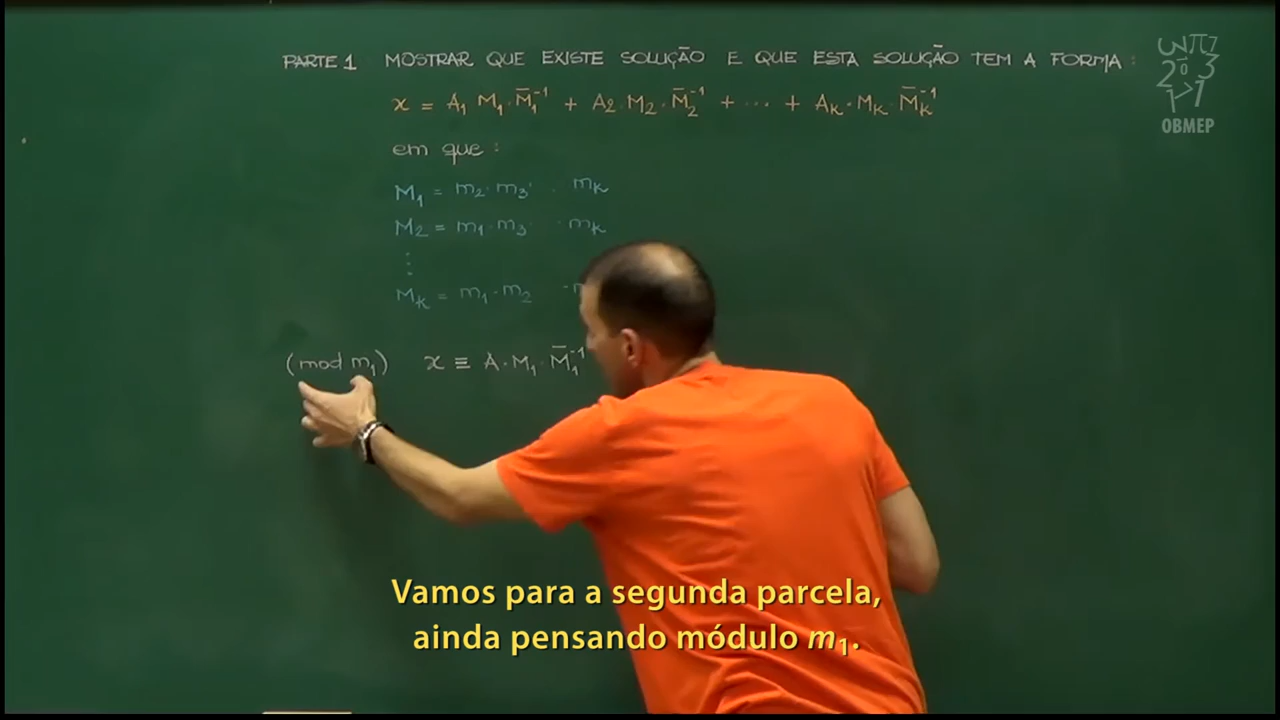 PARTE 1 MOSTRAR QUE EXISTE SOLUÇÃO E QUE ESTA SOLUÇÃO TEM A FORMA:
x = A₁ M₁·M̄₁⁻¹ + A₂·M₂·M̄₂⁻¹ + ··· + Aₖ·Mₖ·M̄ₖ⁻¹
em que:
M₁ = m₂·m₃· · mₖ
M₂ = m₁·m₃· · mₖ
⋮
Mₖ = m₁·m₂ ·
(mod m₁) x ≡ A·M₁·M̄₁⁻¹
OBMEP
Vamos para a segunda parcela,
ainda pensando módulo m₁.